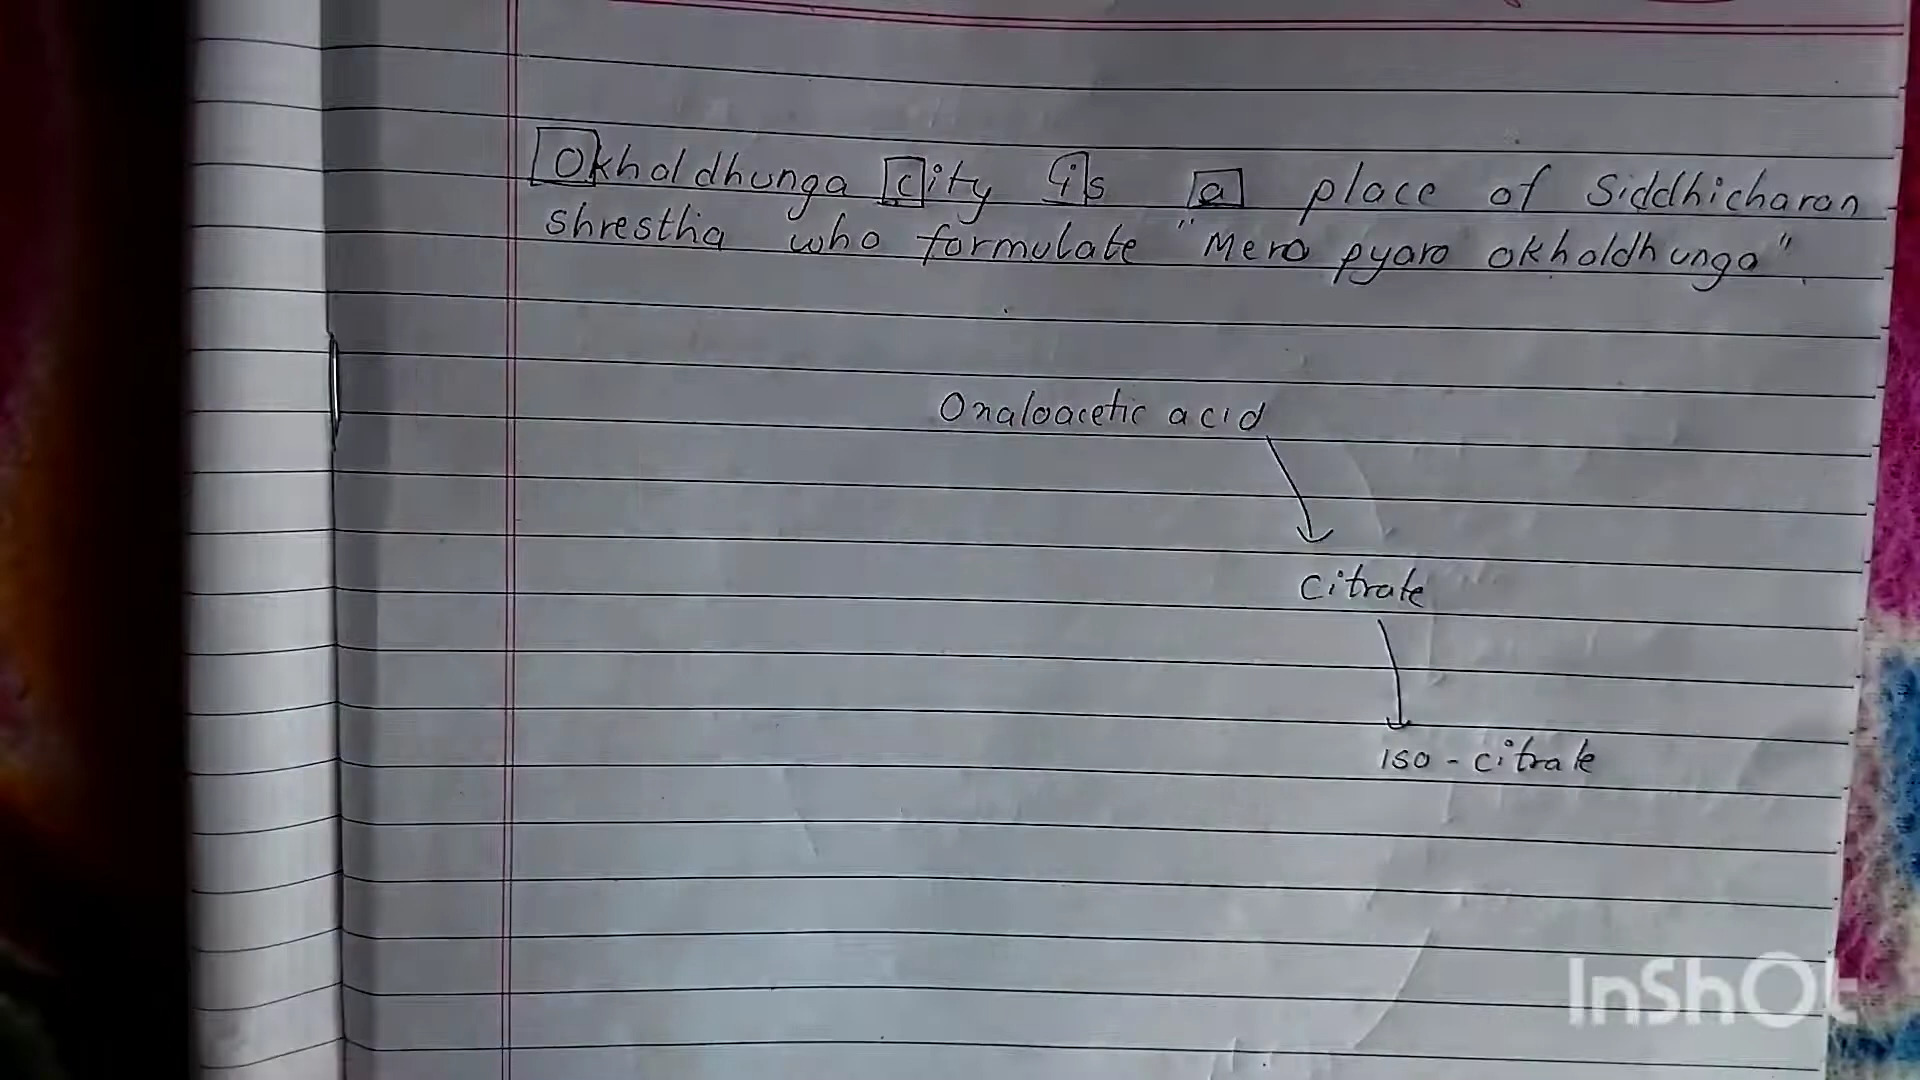 Okholdhunga city is a place of Siddhicharan
shrestha who formulate "Mero pyaro okholdhunga"
Oxaloacetic acid
citrate
iso - citrate
InShOt